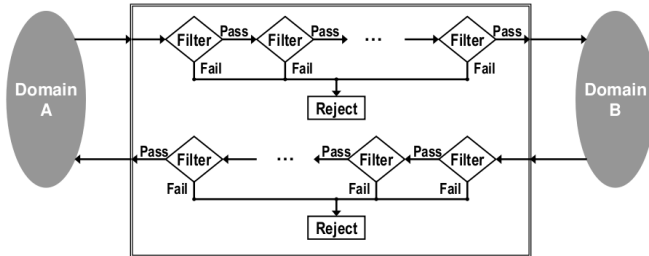 Filter Pass Filter Pass ... Filter Pass
Fail Fail Fail
Domain
A
Domain
B
Reject
Pass Filter ... Pass Filter Pass Filter
Fail Fail Fail
Reject